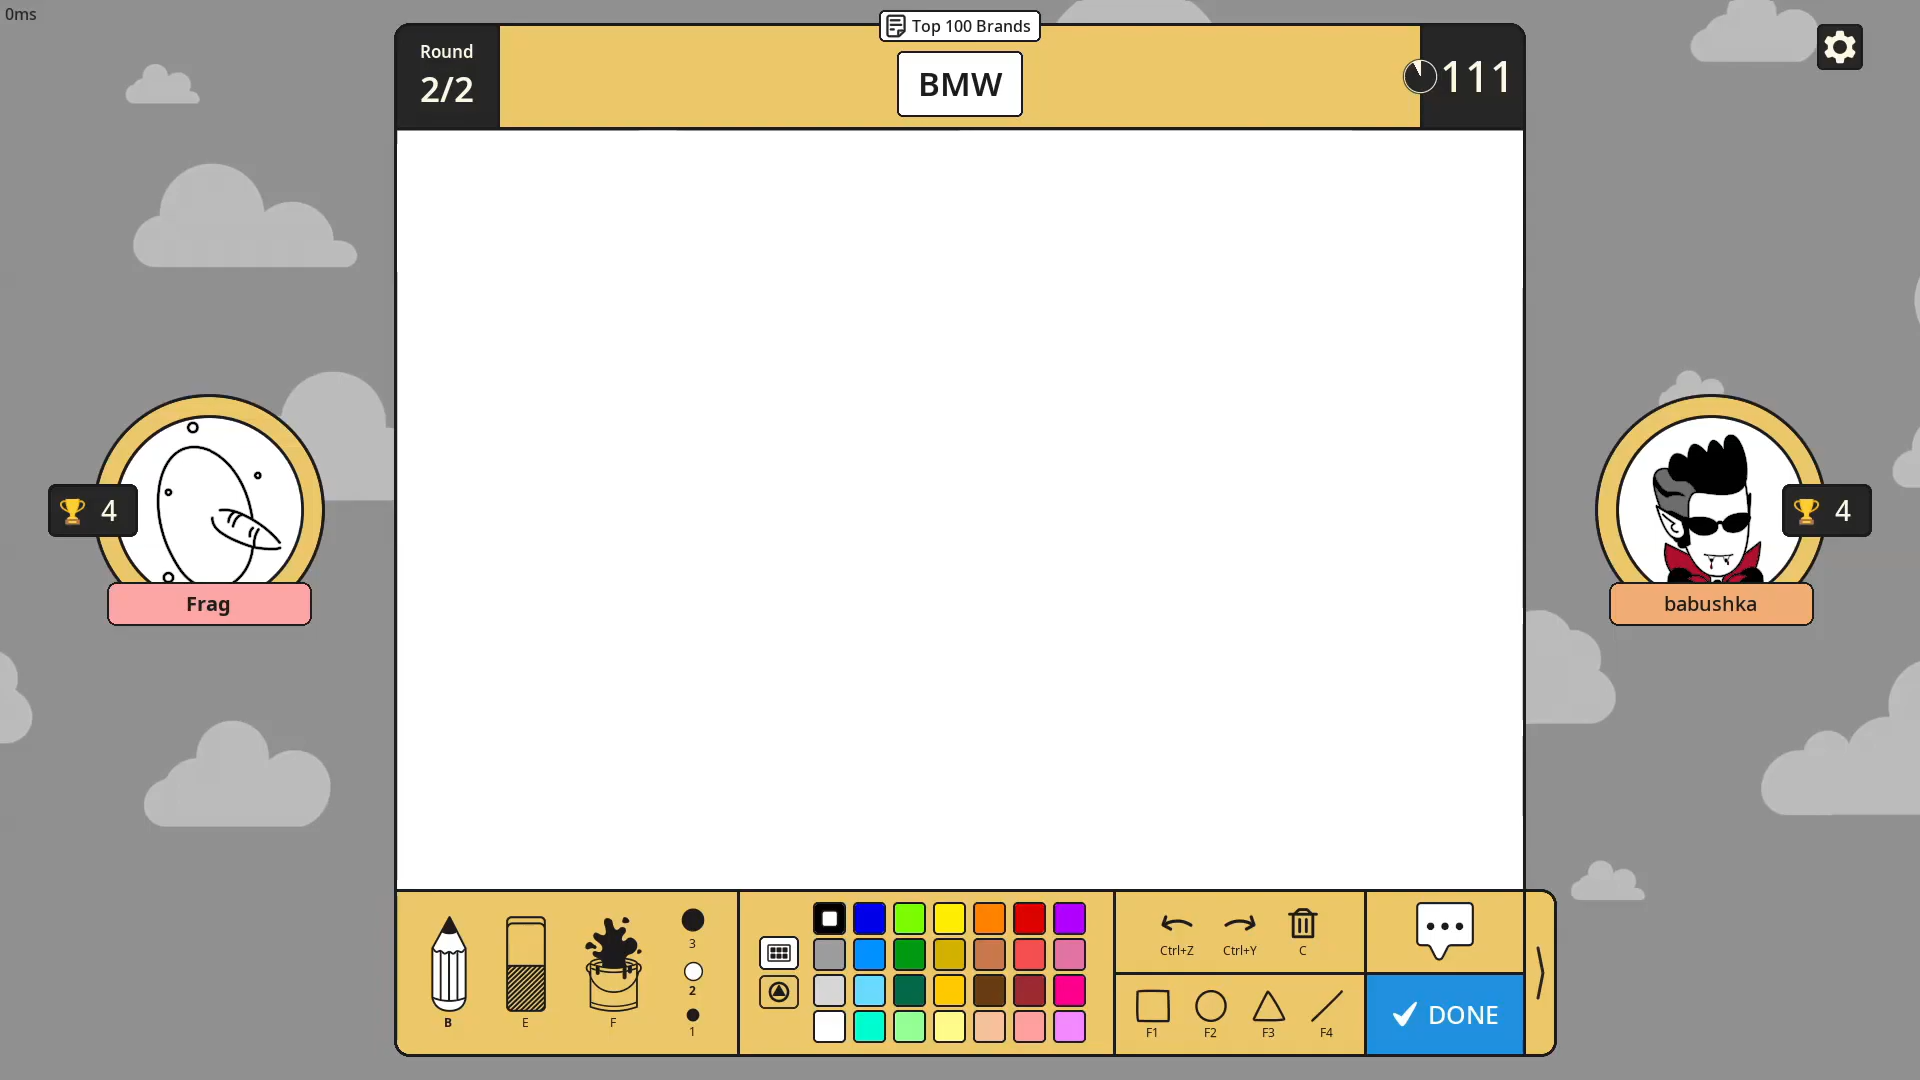 0ms
Top 100 Brands
Round
2/2
BMW
111
4
Frag
4
babushka
B
E
F
3
2
1
Ctrl+Z
Ctrl+Y
C
F1
F2
F3
F4
DONE